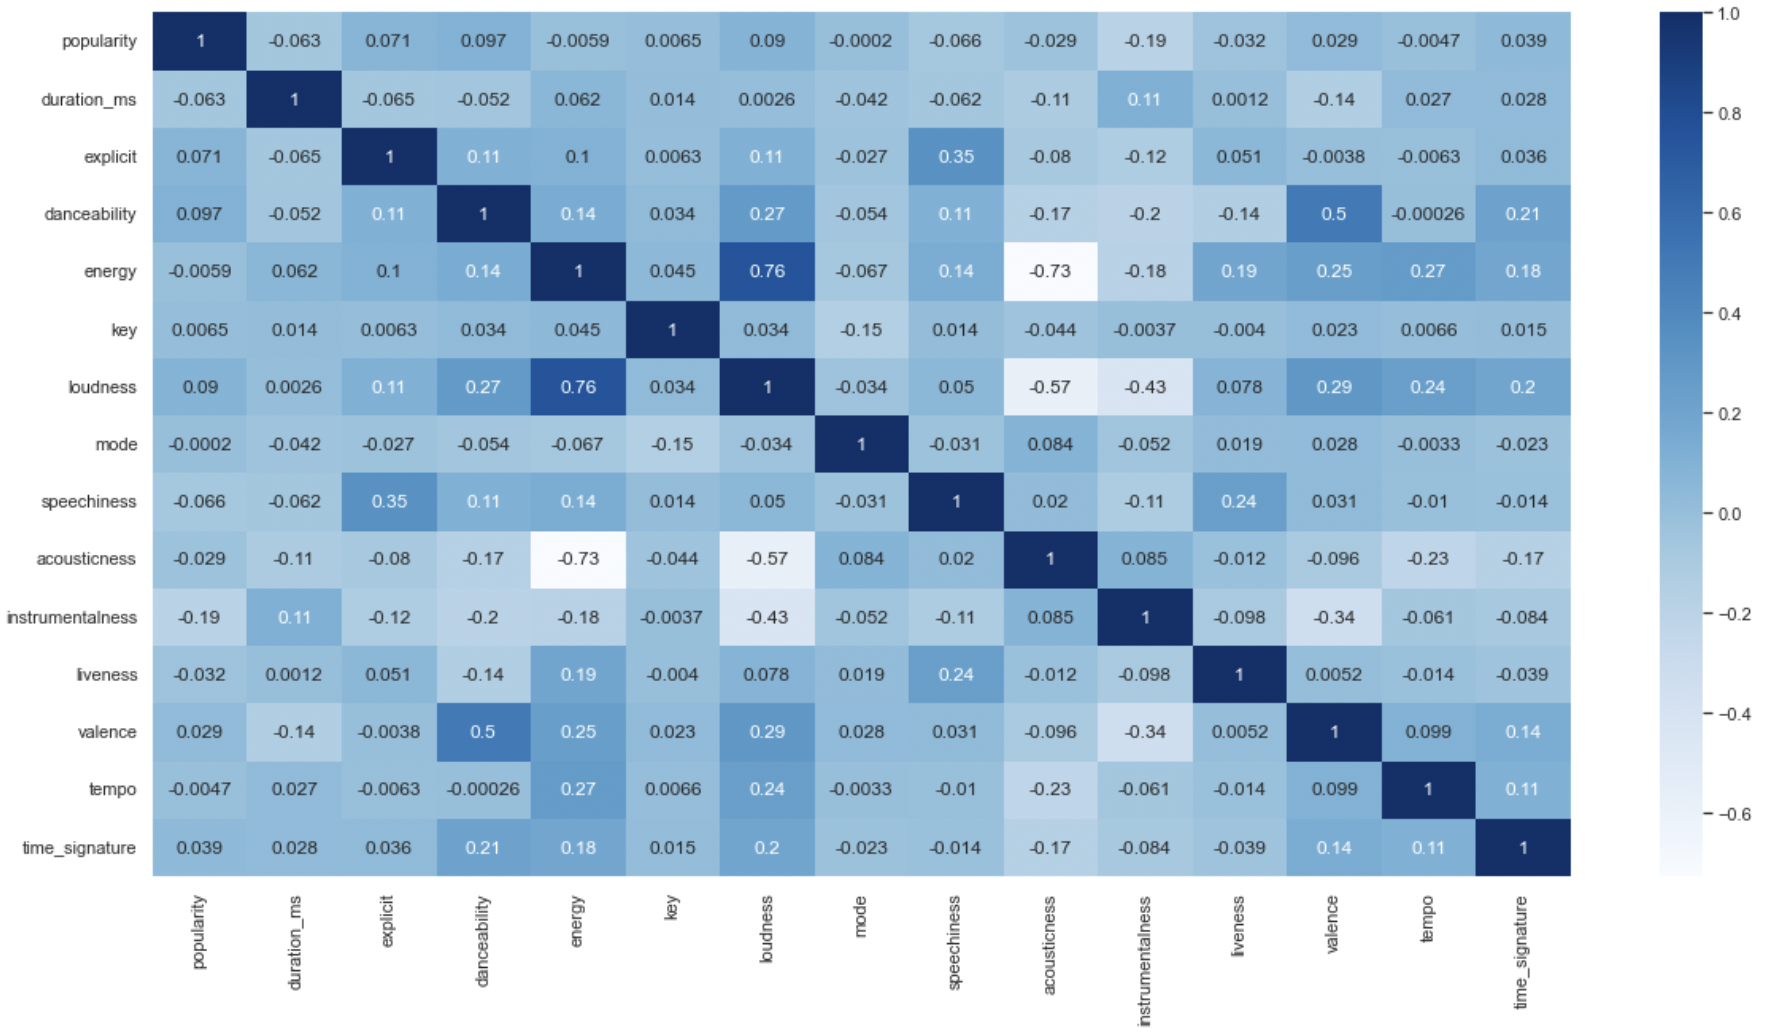 popularity 1 -0.063 0.071 0.097 -0.0059 0.0065 0.09 -0.0002 -0.066 -0.029 -0.19 -0.032 0.029 -0.0047 0.039
duration_ms -0.063 1 -0.065 -0.052 0.062 0.014 0.0026 -0.042 -0.062 -0.11 0.11 0.0012 -0.14 0.027 0.028
explicit 0.071 -0.065 1 0.11 0.1 0.0063 0.11 -0.027 0.35 -0.08 -0.12 0.051 -0.0038 -0.0063 0.036
danceability 0.097 -0.052 0.11 1 0.14 0.034 0.27 -0.054 0.11 -0.17 -0.2 -0.14 0.5 -0.00026 0.21
energy -0.0059 0.062 0.1 0.14 1 0.045 0.76 -0.067 0.14 -0.73 -0.18 0.19 0.25 0.27 0.18
key 0.0065 0.014 0.0063 0.034 0.045 1 0.034 -0.15 0.014 -0.044 -0.0037 -0.004 0.023 0.0066 0.015
loudness 0.09 0.0026 0.11 0.27 0.76 0.034 1 -0.034 0.05 -0.57 -0.43 0.078 0.29 0.24 0.2
mode -0.0002 -0.042 -0.027 -0.054 -0.067 -0.15 -0.034 1 -0.031 0.084 -0.052 0.019 0.028 -0.0033 -0.023
speechiness -0.066 -0.062 0.35 0.11 0.14 0.014 0.05 -0.031 1 0.02 -0.11 0.24 0.031 -0.01 -0.014
acousticness -0.029 -0.11 -0.08 -0.17 -0.73 -0.044 -0.57 0.084 0.02 1 0.085 -0.012 -0.096 -0.23 -0.17
instrumentalness -0.19 0.11 -0.12 -0.2 -0.18 -0.0037 -0.43 -0.052 -0.11 0.085 1 -0.098 -0.34 -0.061 -0.084
liveness -0.032 0.0012 0.051 -0.14 0.19 -0.004 0.078 0.019 0.24 -0.012 -0.098 1 0.0052 -0.014 -0.039
valence 0.029 -0.14 -0.0038 0.5 0.25 0.023 0.29 0.028 0.031 -0.096 -0.34 0.0052 1 0.099 0.14
tempo -0.0047 0.027 -0.0063 -0.00026 0.27 0.0066 0.24 -0.0033 -0.01 -0.23 -0.061 -0.014 0.099 1 0.11
time_signature 0.039 0.028 0.036 0.21 0.18 0.015 0.2 -0.023 -0.014 -0.17 -0.084 -0.039 0.14 0.11 1
popularity
duration_ms
explicit
danceability
energy
key
loudness
mode
speechiness
acousticness
instrumentalness
liveness
valence
tempo
time_signature
1.0
0.8
0.6
0.4
0.2
0.0
−0.2
−0.4
−0.6